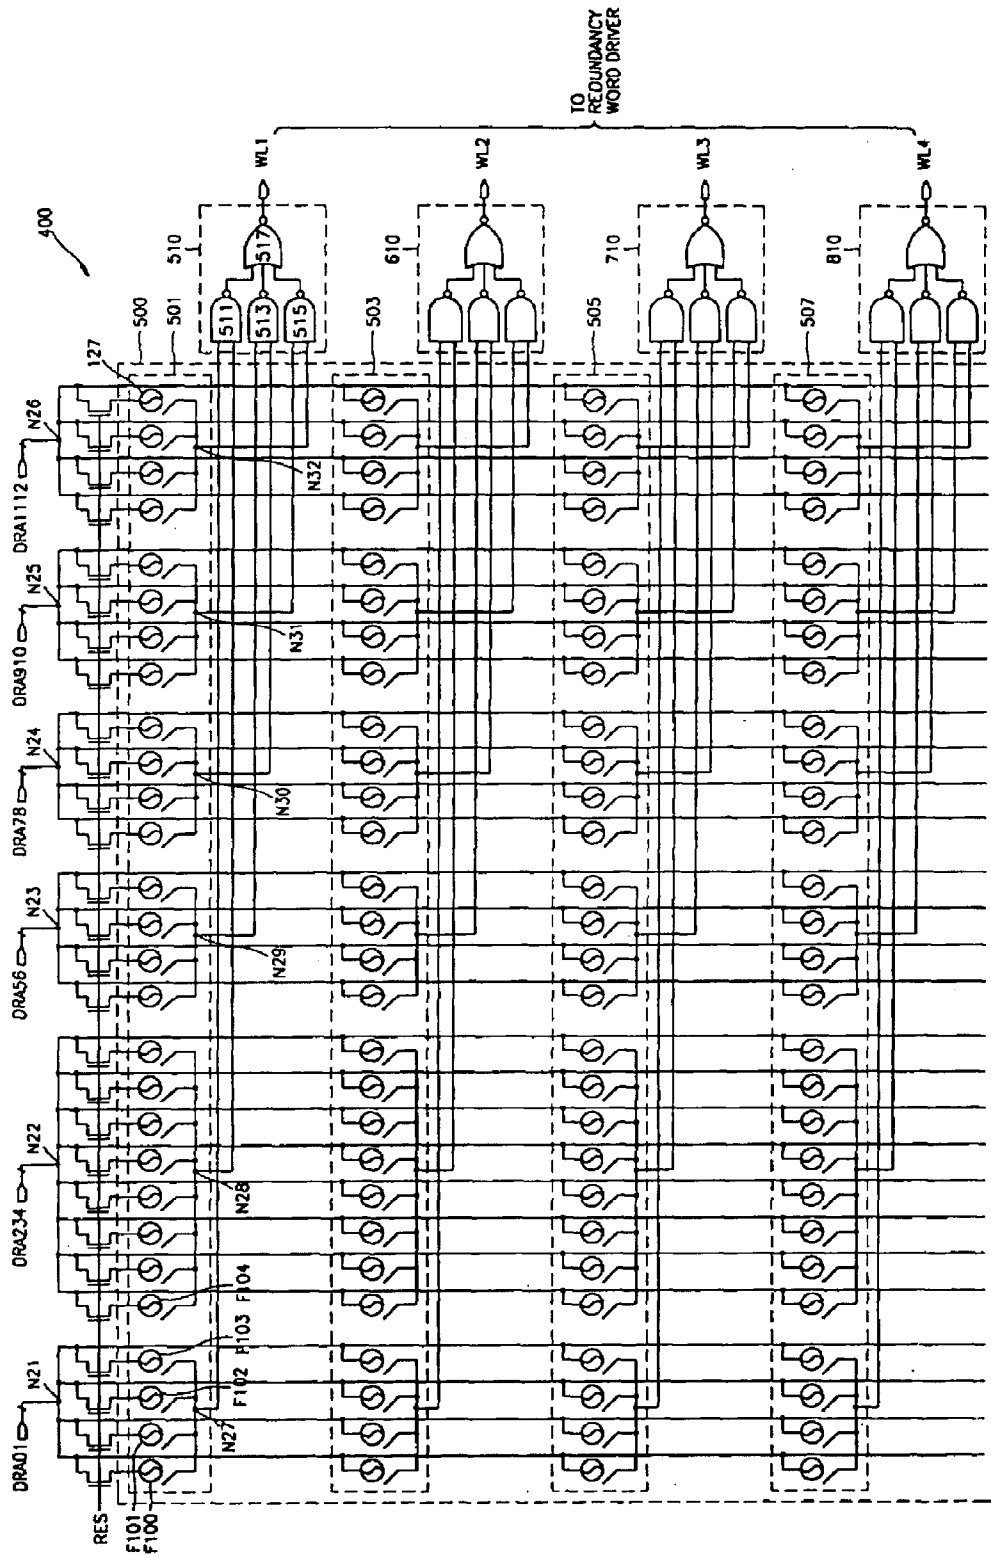 400
DRA01
DRA234
DRA56
DRA78
DRA910
DRA1112
N21
N22
N23
N24
N25
N26
RES
127
500
501
F101
F100
F102
F103
F104
N27
N28
N29
N30
N31
N32
510
511
513
515
517
WL1
503
610
WL2
505
710
WL3
507
810
WL4
TO
REDUNDANCY
WORD DRIVER